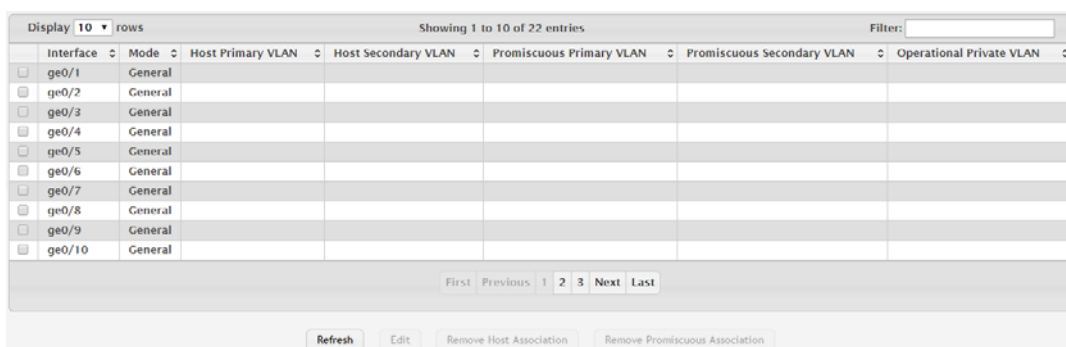 Display 10 rows Showing 1 to 10 of 22 entries Filter:
Interface Mode Host Primary VLAN Host Secondary VLAN Promiscuous Primary VLAN Promiscuous Secondary VLAN Operational Private VLAN
ge0/1 General
ge0/2 General
ge0/3 General
ge0/4 General
ge0/5 General
ge0/6 General
ge0/7 General
ge0/8 General
ge0/9 General
ge0/10 General
First Previous 1 2 3 Next Last
Refresh Edit Remove Host Association Remove Promiscuous Association